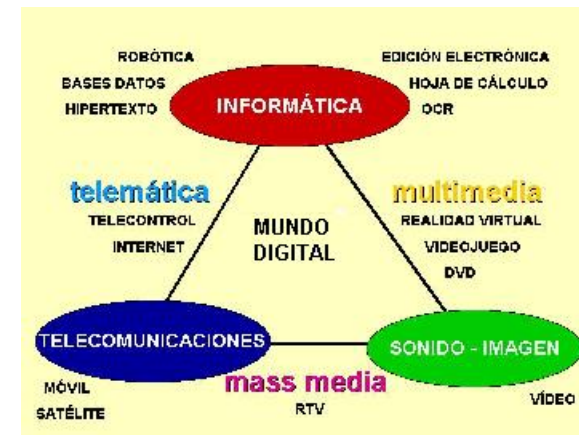 ROBÓTICA
EDICIÓN ELECTRÓNICA
BASES DATOS
HOJA DE CÁLCULO
HIPERTEXTO
INFORMÁTICA
OCR
telemática
multimedia
TELECONTROL
REALIDAD VIRTUAL
INTERNET
MUNDO
DIGITAL
VIDEOJUEGO
DVD
TELECOMUNICACIONES
SONIDO - IMAGEN
mass media
MÓVIL
RTV
VÍDEO
SATÉLITE